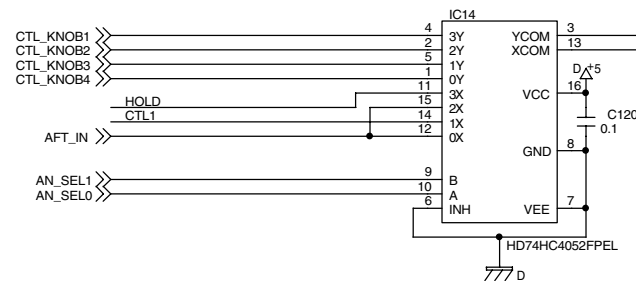 IC14
CTL_KNOB1 4 3Y YCOM 3
CTL_KNOB2 2 2Y XCOM 13
CTL_KNOB3 5 1Y
CTL_KNOB4 1 0Y D +5
HOLD 11 3X VCC 16
15 2X
CTL1 14 1X C120
0.1
AFT_IN 12 0X
GND 8
AN_SEL1 9 B
AN_SEL0 10 A
6 INH VEE 7
HD74HC4052FPEL
D